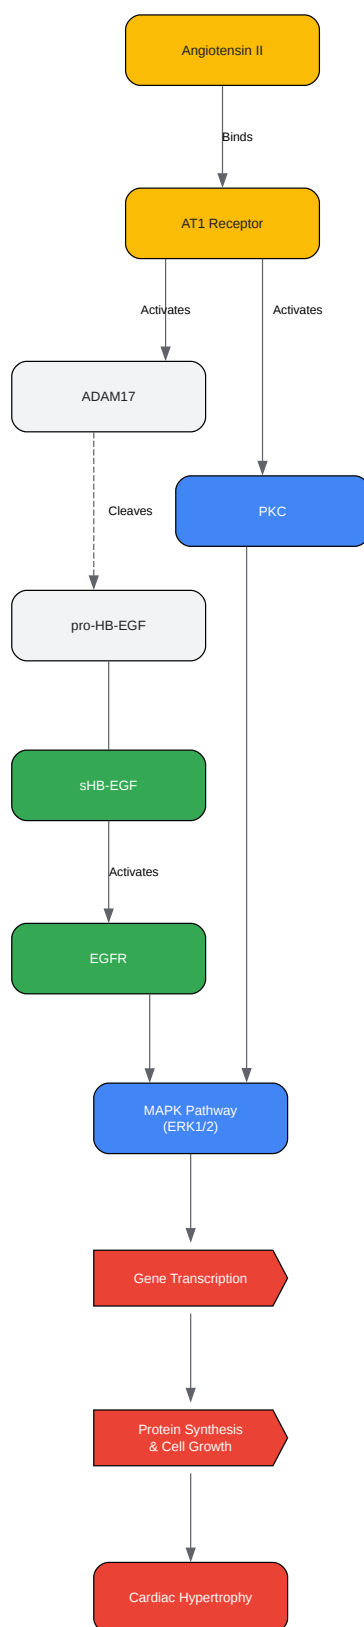 Angiotensin II
Binds
AT1 Receptor
Activates
Activates
ADAM17
Cleaves
PKC
pro-HB-EGF
sHB-EGF
Activates
EGFR
MAPK Pathway
(ERK1/2)
Gene Transcription
Protein Synthesis
& Cell Growth
Cardiac Hypertrophy